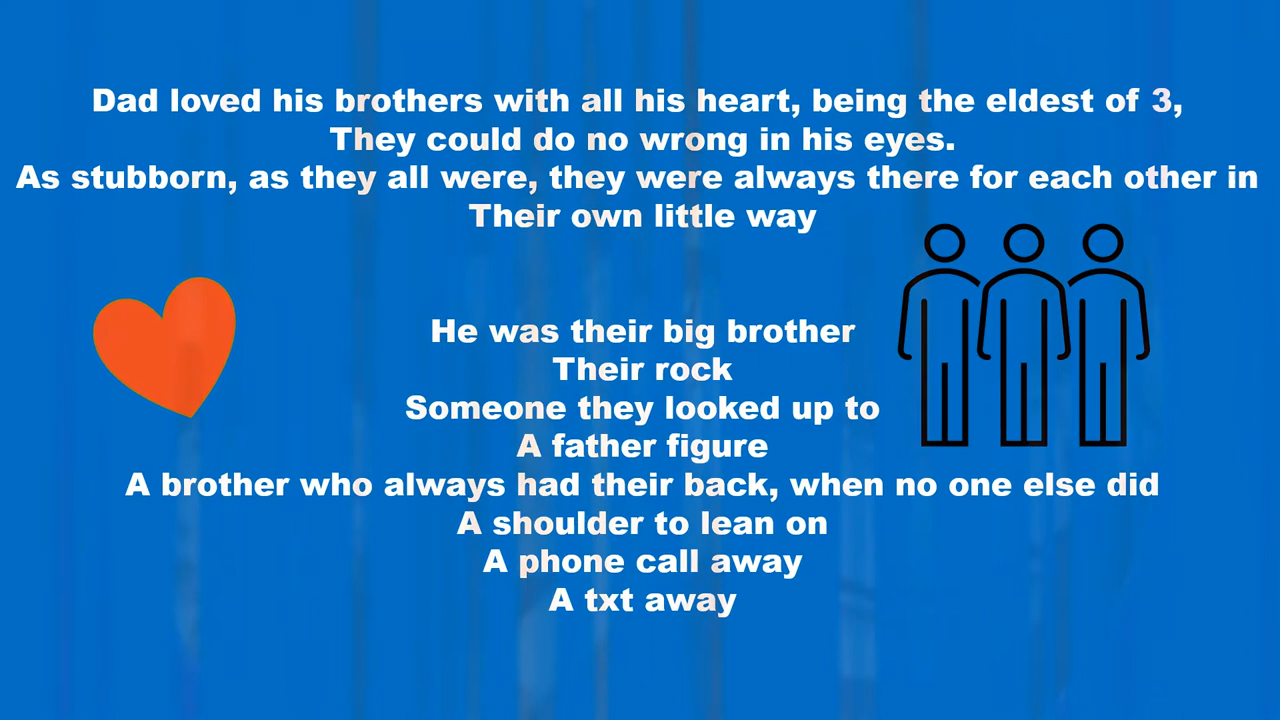 Dad loved his brothers with all his heart, being the eldest of 3,
They could do no wrong in his eyes.
As stubborn, as they all were, they were always there for each other in
Their own little way
He was their big brother
Their rock
Someone they looked up to
A father figure
A brother who always had their back, when no one else did
A shoulder to lean on
A phone call away
A txt away